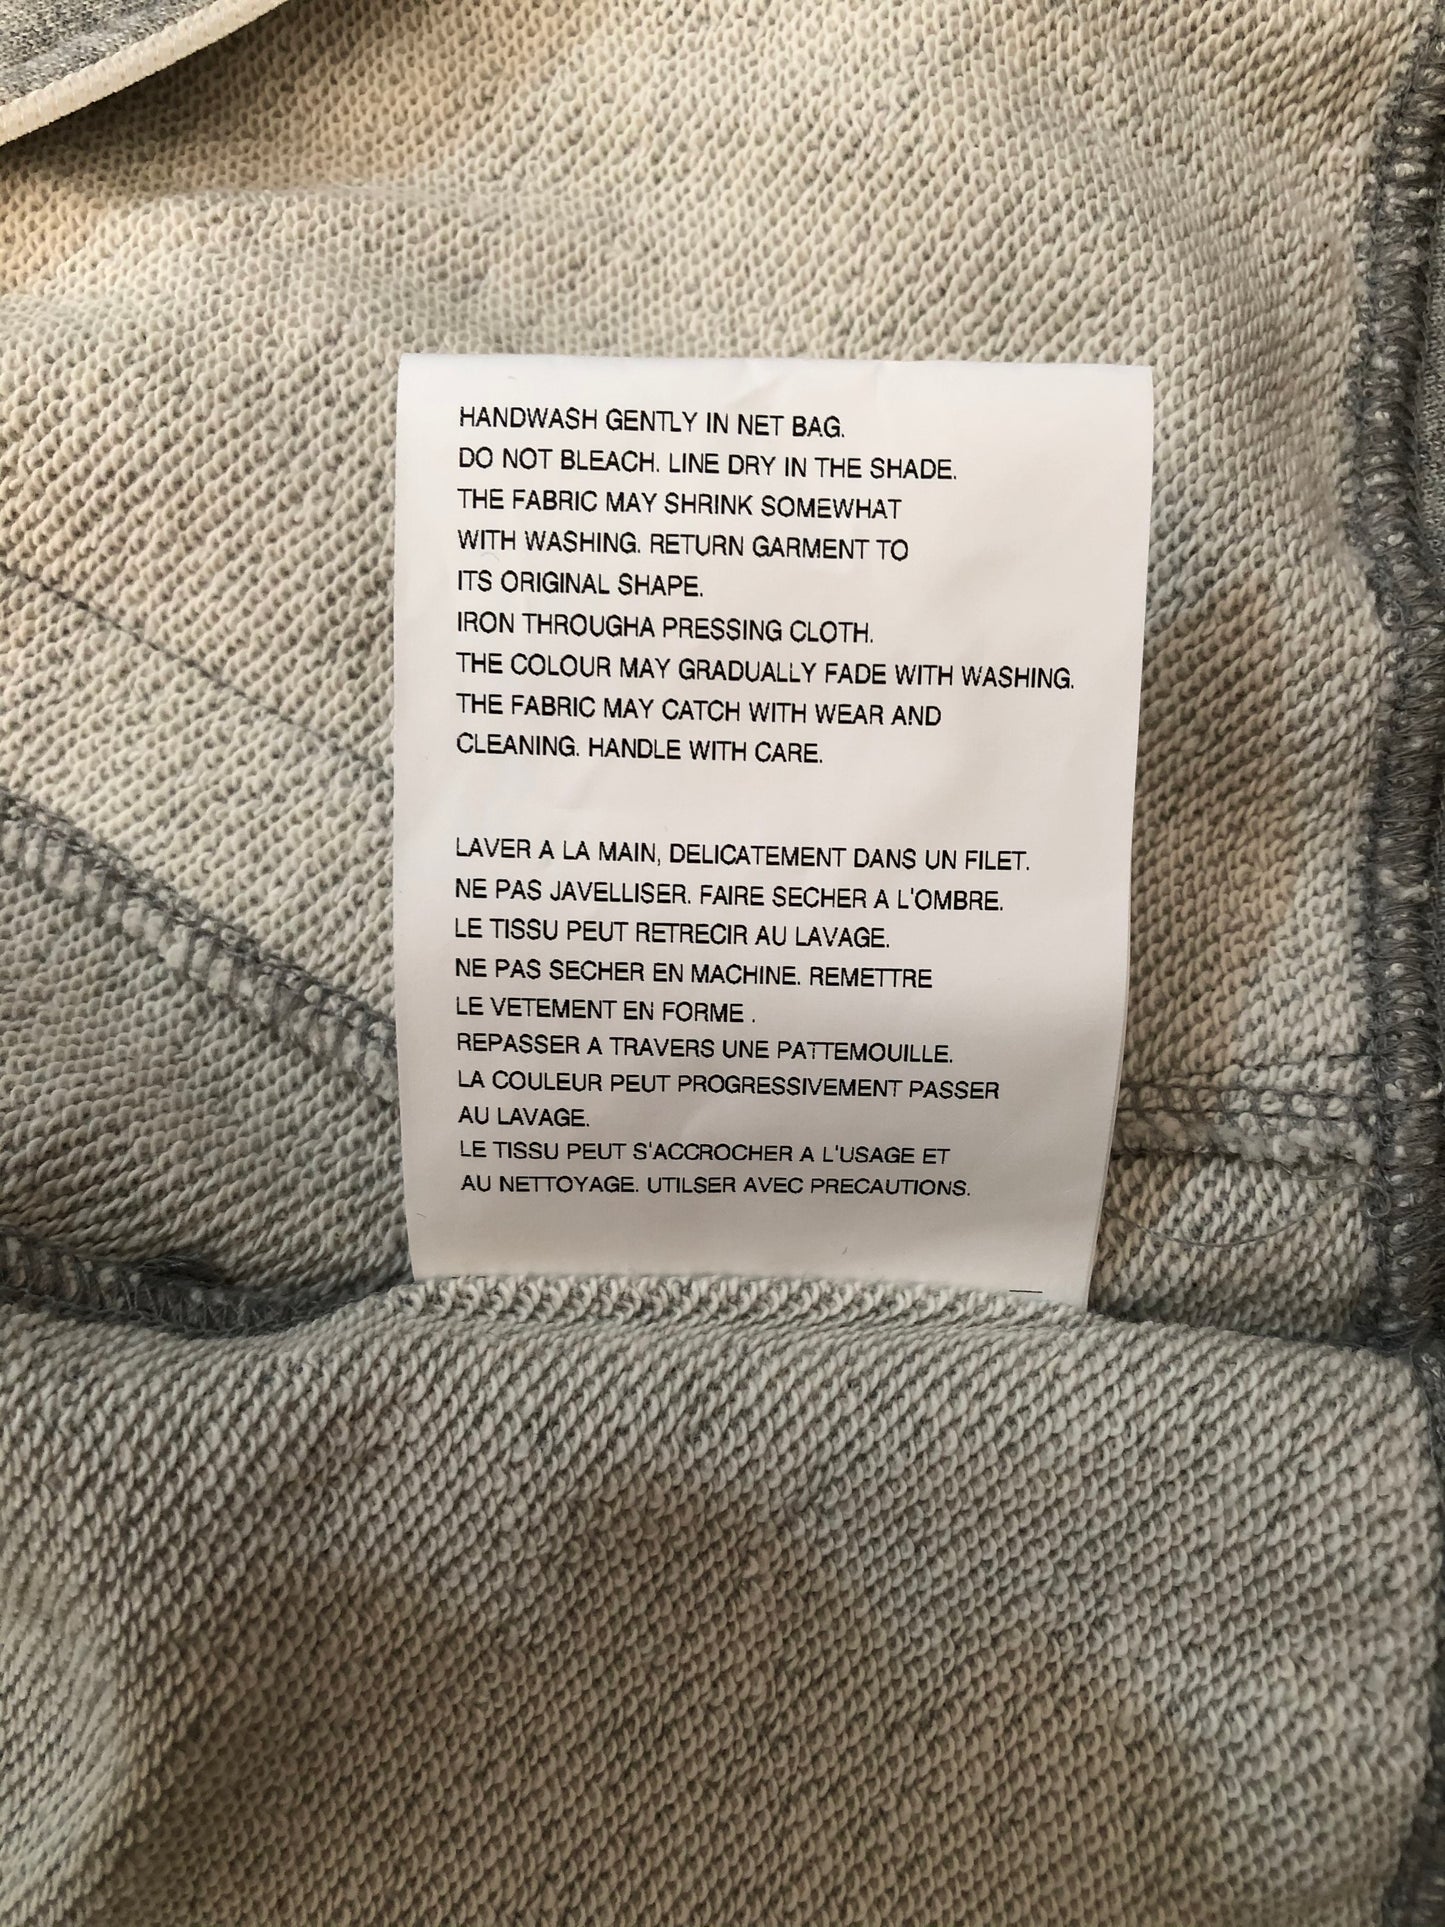 HANDWASH GENTLY IN NET BAG.
DO NOT BLEACH. LINE DRY IN THE SHADE.
THE FABRIC MAY SHRINK SOMEWHAT
WITH WASHING. RETURN GARMENT TO
ITS ORIGINAL SHAPE.
IRON THROUGHA PRESSING CLOTH.
THE COLOUR MAY GRADUALLY FADE WITH WASHING.
THE FABRIC MAY CATCH WITH WEAR AND
CLEANING. HANDLE WITH CARE.
LAVER A LA MAIN, DELICATEMENT DANS UN FILET.
NE PAS JAVELLISER. FAIRE SECHER A L'OMBRE.
LE TISSU PEUT RETRECIR AU LAVAGE.
NE PAS SECHER EN MACHINE. REMETTRE
LE VETEMENT EN FORME .
REPASSER A TRAVERS UNE PATTEMOUILLE.
LA COULEUR PEUT PROGRESSIVEMENT PASSER
AU LAVAGE.
LE TISSU PEUT S'ACCROCHER A L'USAGE ET
AU NETTOYAGE. UTILSER AVEC PRECAUTIONS.